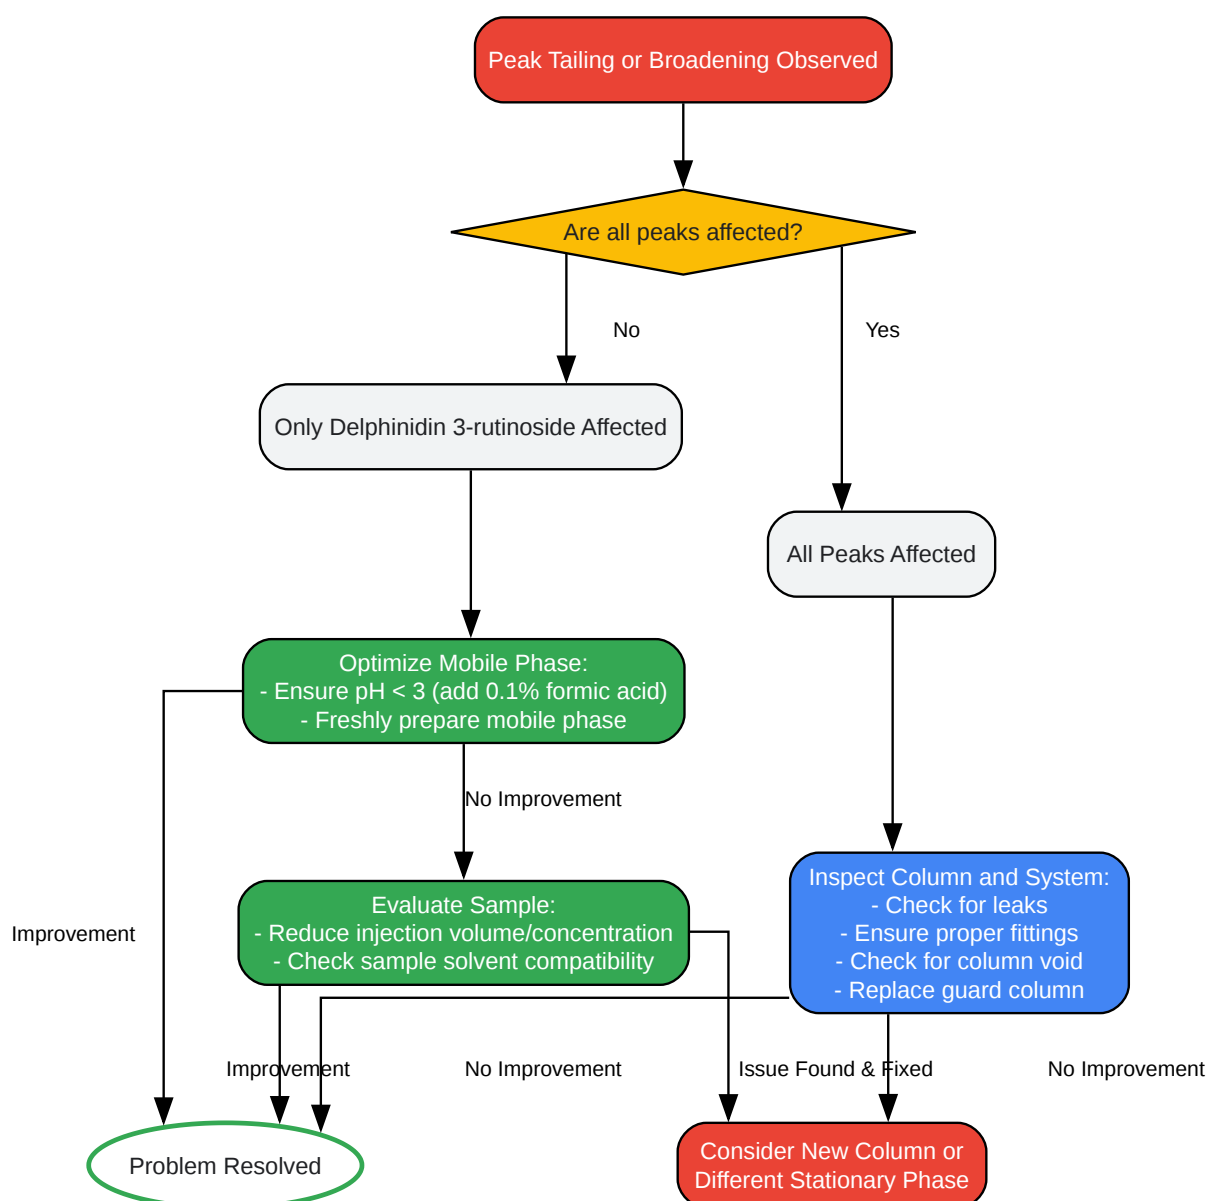 Peak Tailing or Broadening Observed
Are all peaks affected?
No
Yes
Only Delphinidin 3-rutinoside Affected
All Peaks Affected
Optimize Mobile Phase:
- Ensure pH < 3 (add 0.1% formic acid)
- Freshly prepare mobile phase
No Improvement
Inspect Column and System:
- Check for leaks
- Ensure proper fittings
- Check for column void
- Replace guard column
Evaluate Sample:
- Reduce injection volume/concentration
- Check sample solvent compatibility
Improvement
Improvement
No Improvement
Issue Found & Fixed
No Improvement
Problem Resolved
Consider New Column or
Different Stationary Phase